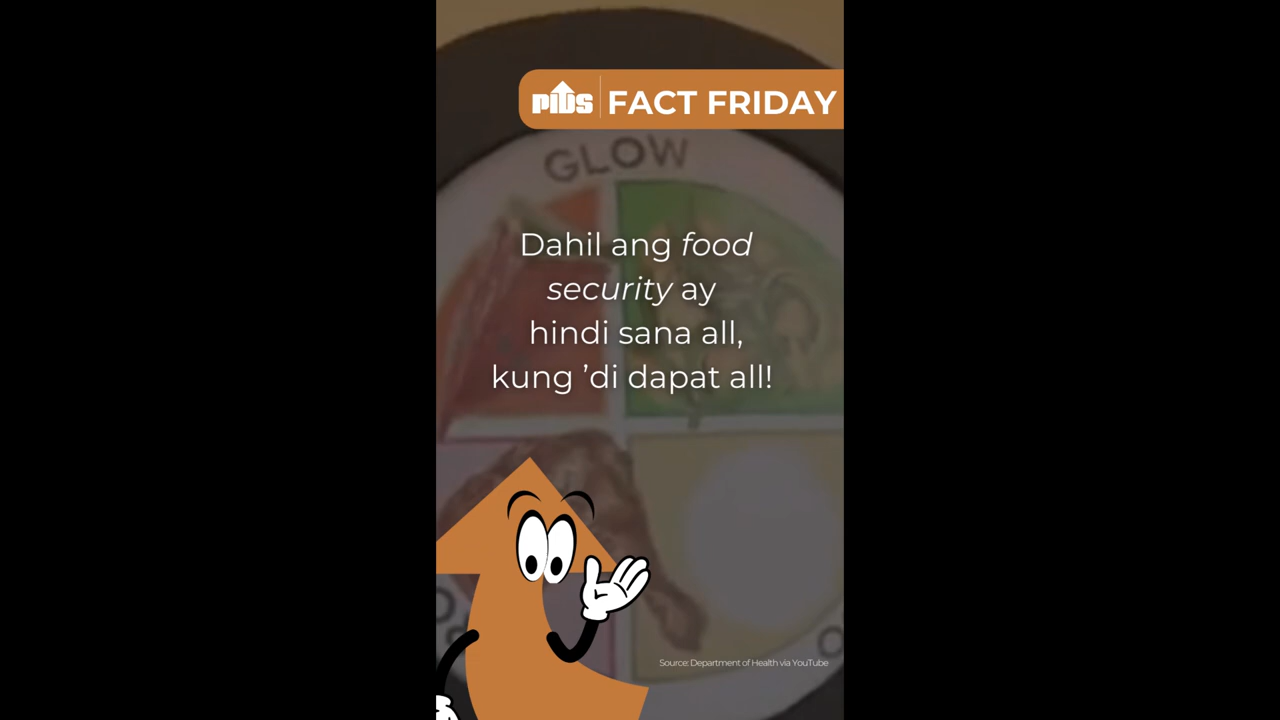 PIDS FACT FRIDAY
GLOW
Dahil ang food
security ay
hindi sana all,
kung ’di dapat all!
Source: Department of Health via YouTube